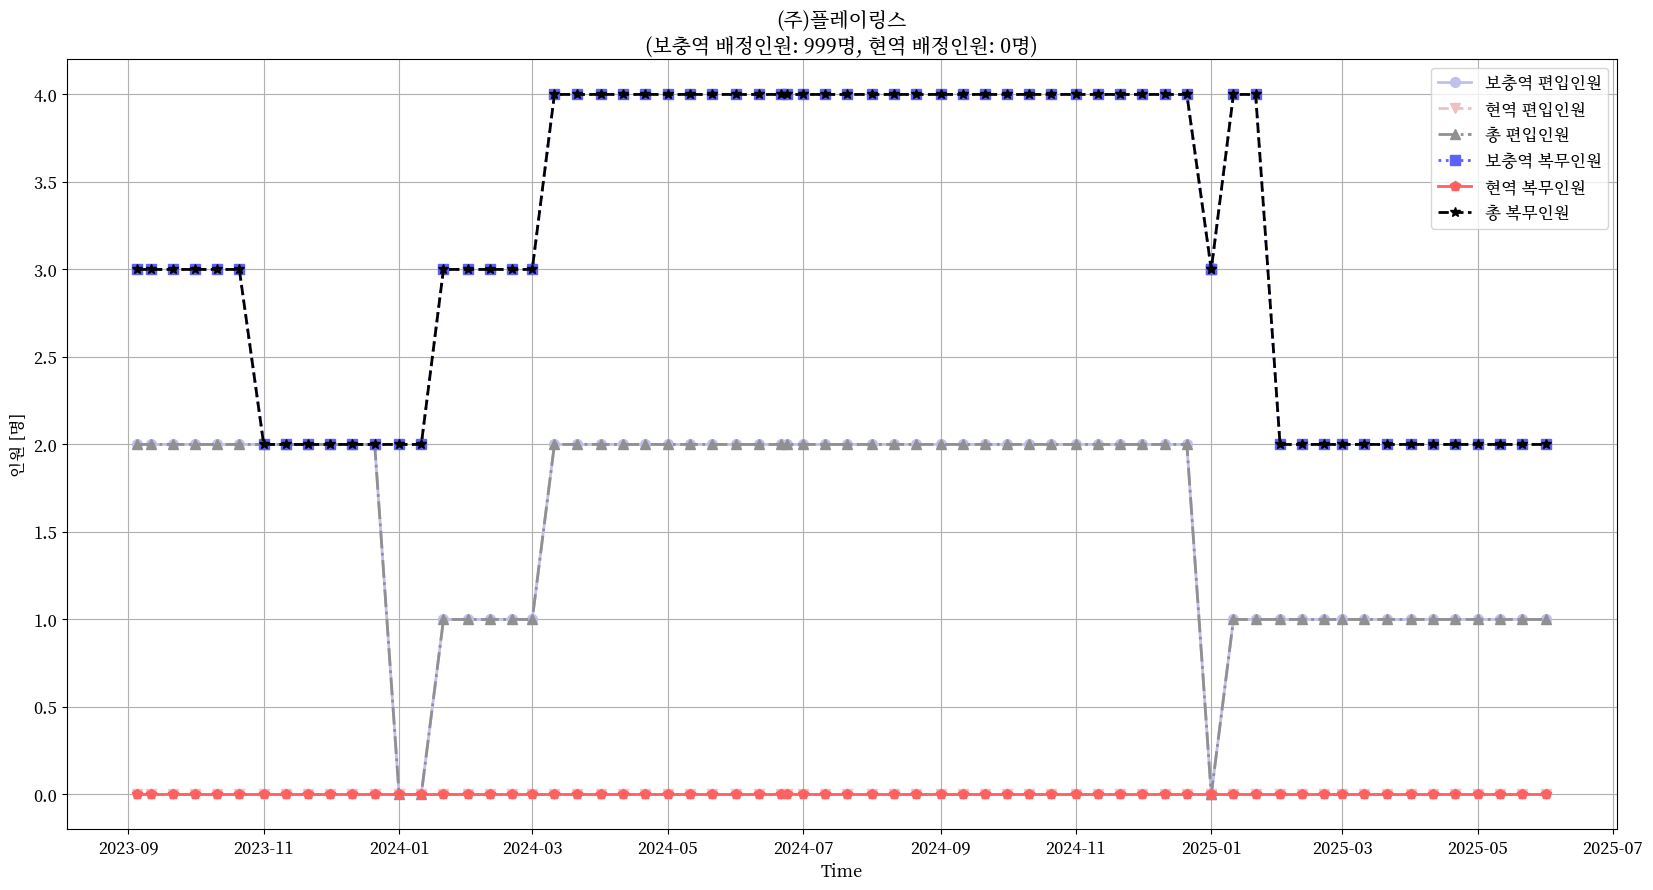 (주)플레이링스
(보충역 배정인원: 999명, 현역 배정인원: 0명)
보충역 편입인원
현역 편입인원
총 편입인원
보충역 복무인원
현역 복무인원
총 복무인원
인원 [명]
4.0
3.5
3.0
2.5
2.0
1.5
1.0
0.5
0.0
2023-09 2023-11 2024-01 2024-03 2024-05 2024-07 2024-09 2024-11 2025-01 2025-03 2025-05 2025-07
Time